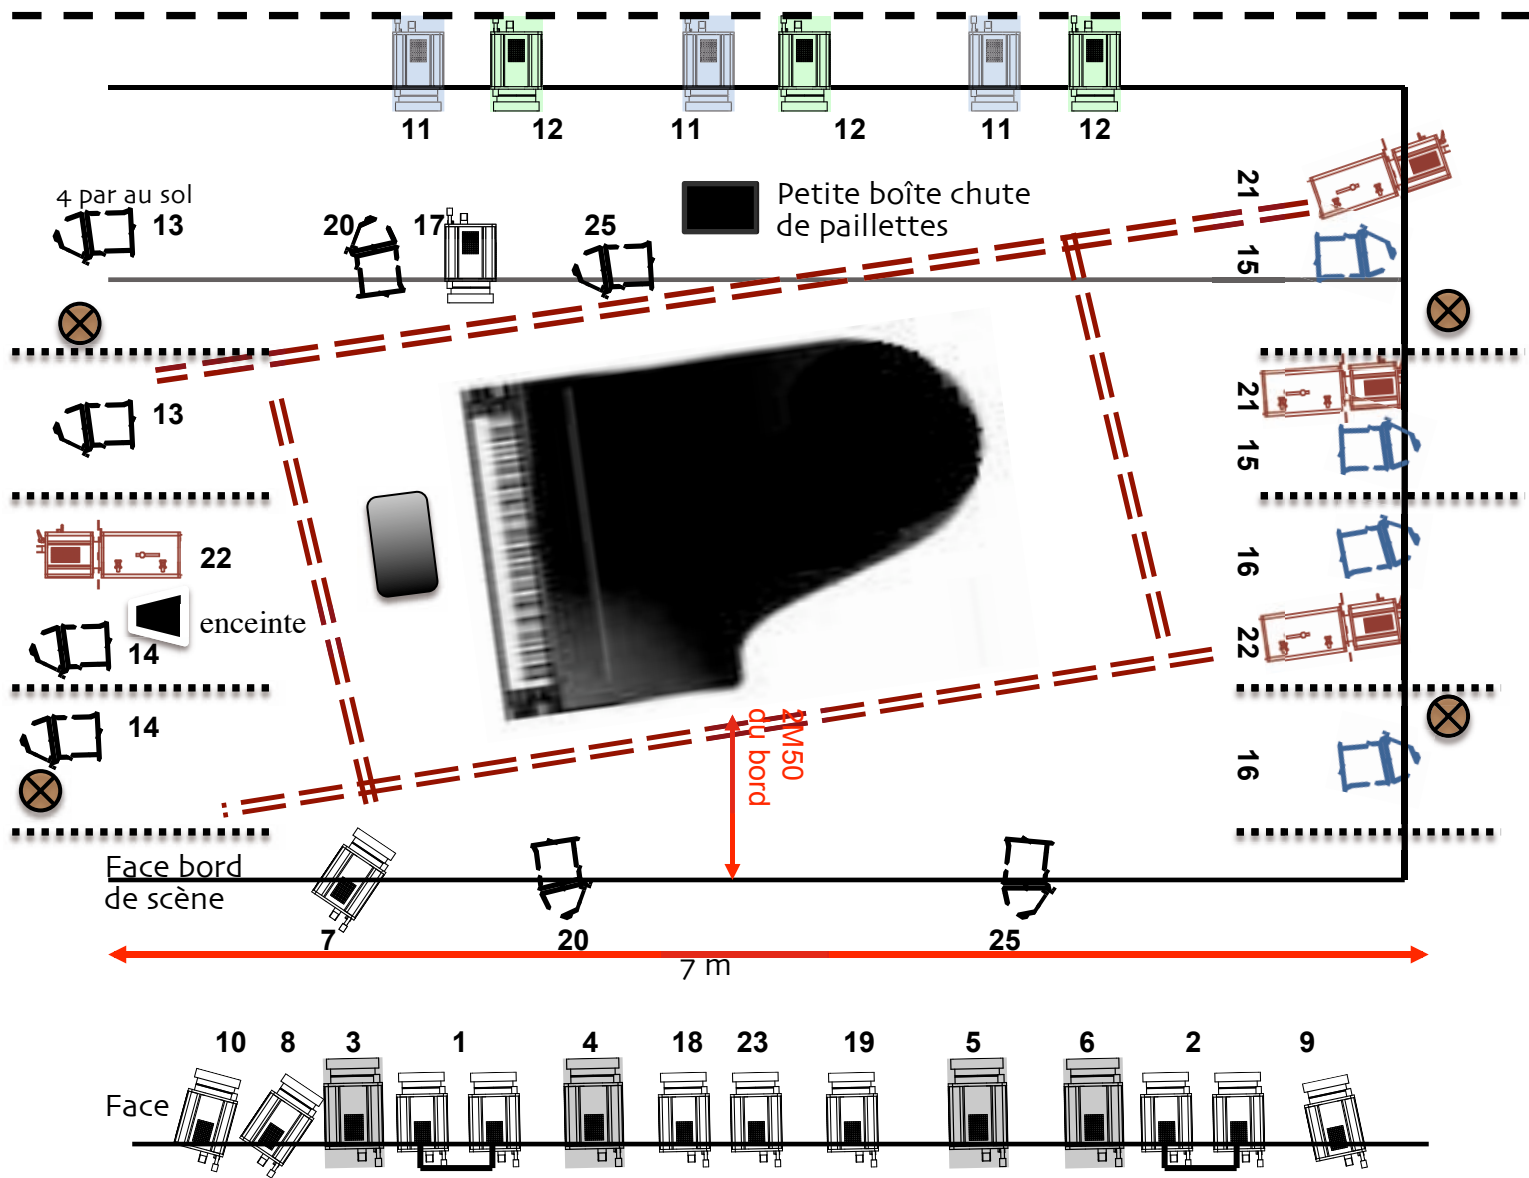 11 12 11 12 11 12
4 par au sol
13
20 17 25
Petite boîte chute
de paillettes
21
15
13
21
15
22
enceinte
14
16
22
14
2M50
du bord
16
Face bord
de scène
7
20
25
7 m
10 8 3 1 4 18 23 19 5 6 2 9
Face